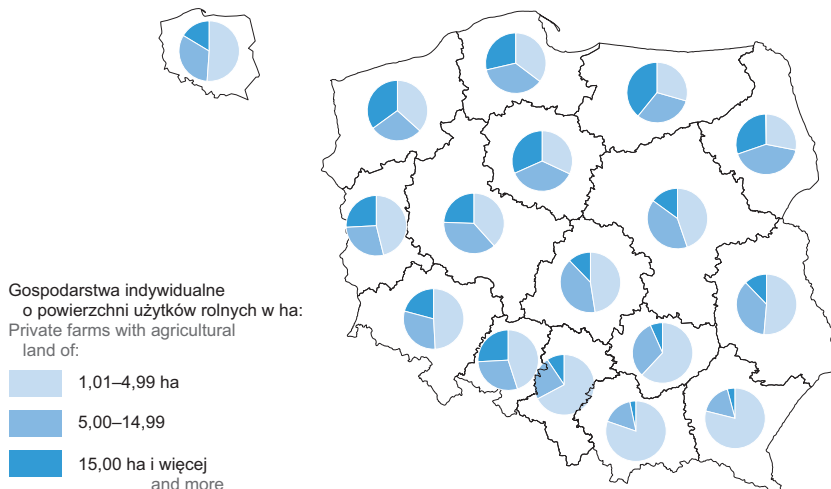 Gospodarstwa indywidualne
o powierzchni użytków rolnych w ha:
Private farms with agricultural
land of:
1,01–4,99 ha
5,00–14,99
15,00 ha i więcej
and more